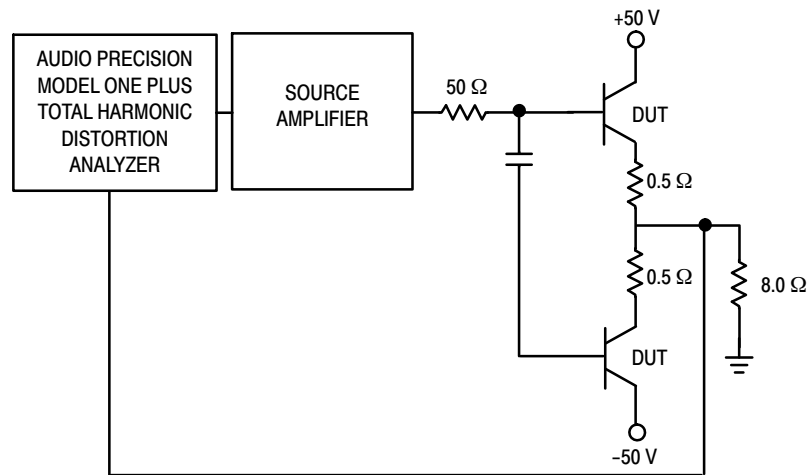 AUDIO PRECISION
MODEL ONE PLUS
TOTAL HARMONIC
DISTORTION
ANALYZER
SOURCE
AMPLIFIER
50 Ω
+50 V
DUT
0.5 Ω
0.5 Ω
8.0 Ω
DUT
–50 V